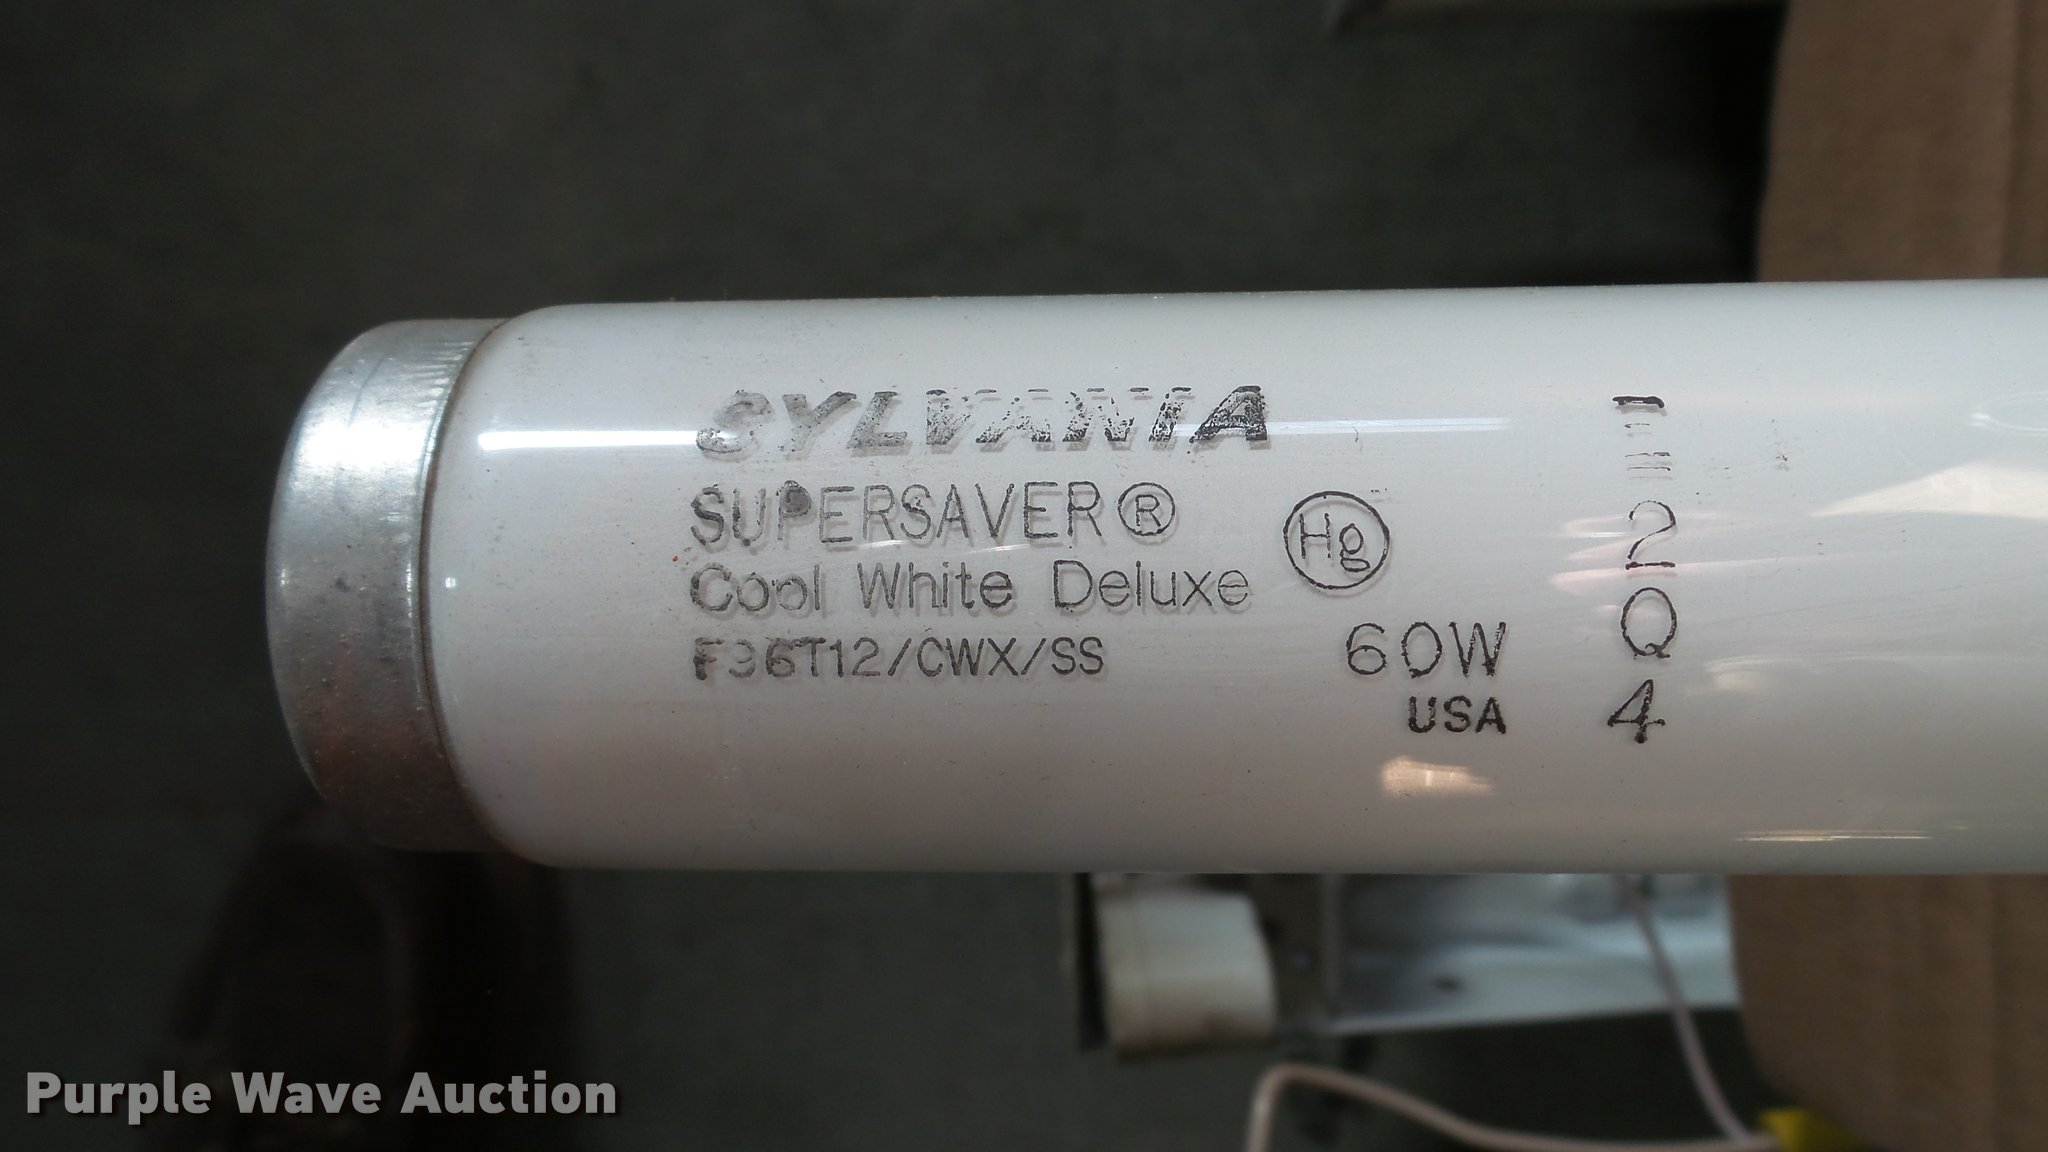 SYLVANIA
SUPERSAVER®
Cool White Deluxe
F96T12/CWX/SS
Hg
60W
USA
2
Q
4
Purple Wave Auction